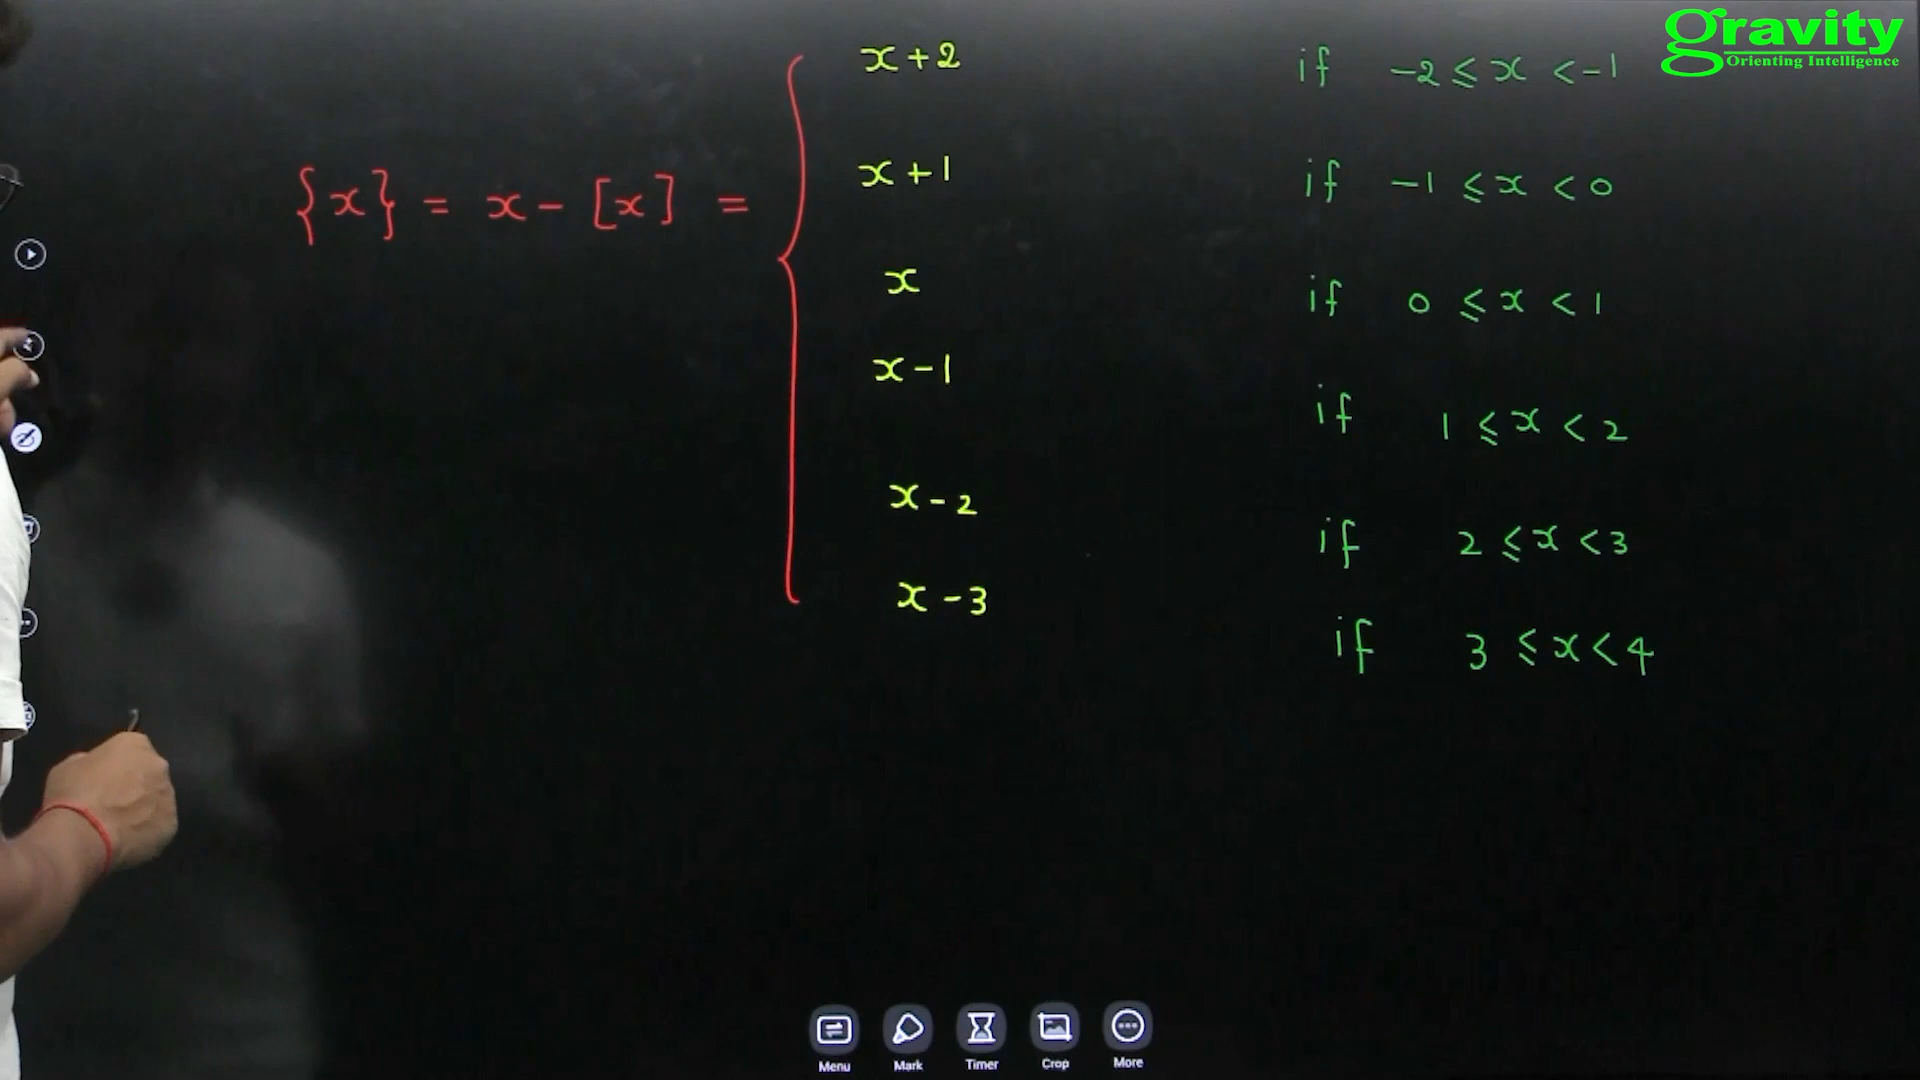 gravity
Orienting Intelligence
x+2 if -2 ≤ x < -1
x+1 if -1 ≤ x < 0
{x} = x - [x] =
x if 0 ≤ x < 1
x-1 if 1 ≤ x < 2
x-2 if 2 ≤ x < 3
x-3 if 3 ≤ x < 4
Menu Mark Timer Crop More